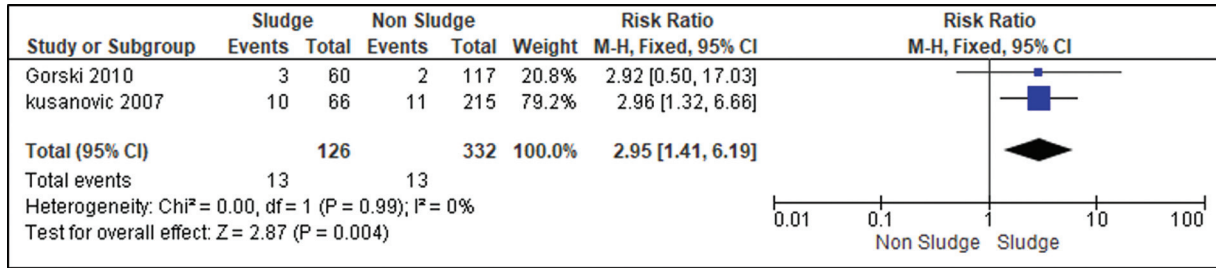 Sludge Non Sludge Risk Ratio Risk Ratio
Study or Subgroup Events Total Events Total Weight M-H, Fixed, 95% CI M-H, Fixed, 95% CI
Gorski 2010 3 60 2 117 20.8% 2.92 [0.50, 17.03]
kusanovic 2007 10 66 11 215 79.2% 2.96 [1.32, 6.66]
Total (95% CI) 126 332 100.0% 2.95 [1.41, 6.19]
Total events 13 13
Heterogeneity: Chi² = 0.00, df = 1 (P = 0.99); I² = 0%
Test for overall effect: Z = 2.87 (P = 0.004)
0.01 0.1 1 10 100
Non Sludge Sludge